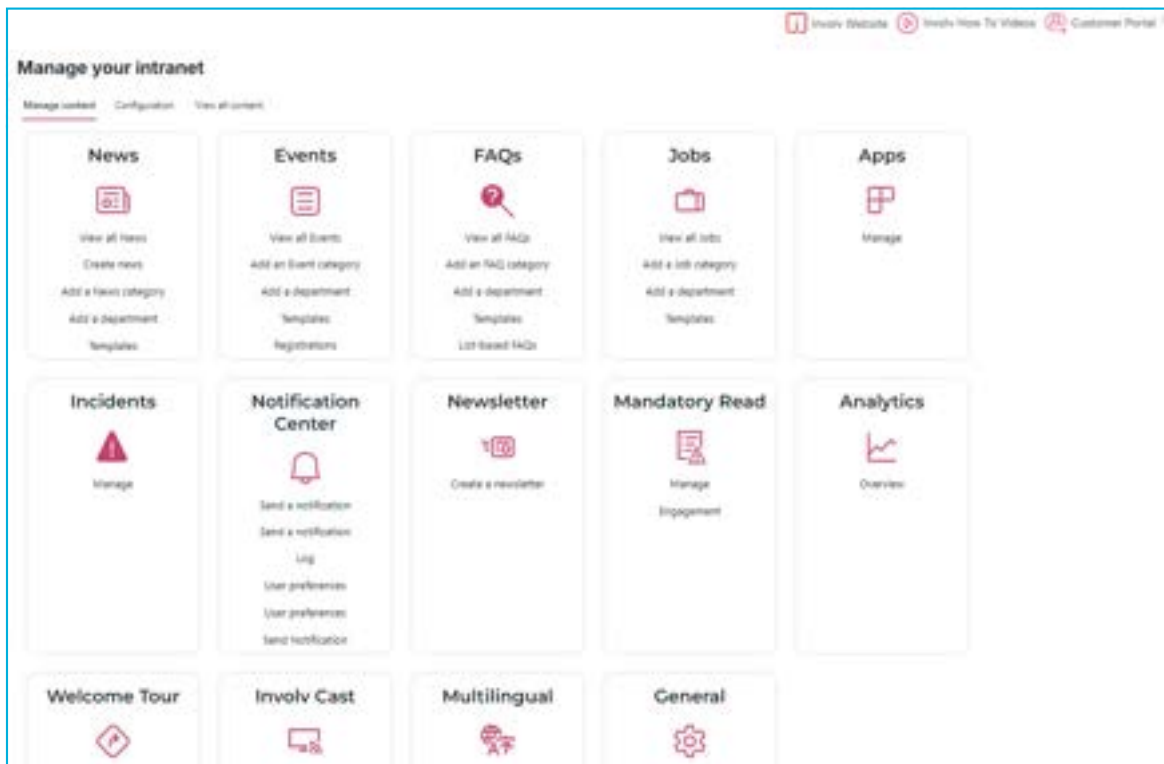 Involv Website Involv How To Videos Customer Portal
Manage your intranet
Manage content Configuration View all content
News
View all News
Create news
Add a News category
Add a department
Templates
Events
View all Events
Add an Event category
Add a department
Templates
Registrations
FAQs
View all FAQs
Add an FAQ category
Add a department
Templates
List-based FAQs
Jobs
View all Jobs
Add a Job category
Add a department
Templates
Apps
Manage
Incidents
Manage
Notification
Center
Send a notification
Send a notification
Log
User preferences
User preferences
Send Notification
Newsletter
Create a newsletter
Mandatory Read
Manage
Engagement
Analytics
Overview
Welcome Tour
Involv Cast
Multilingual
General